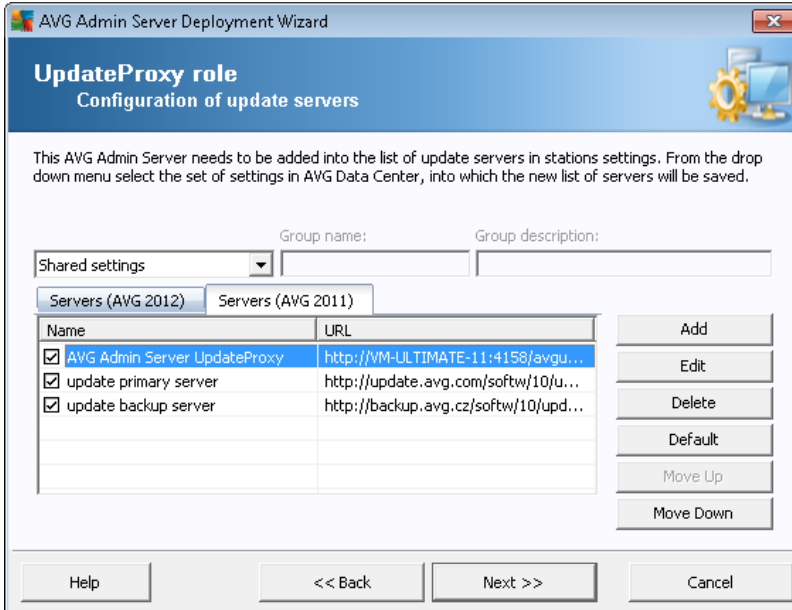 AVG Admin Server Deployment Wizard
UpdateProxy role
Configuration of update servers
This AVG Admin Server needs to be added into the list of update servers in stations settings. From the drop
down menu select the set of settings in AVG Data Center, into which the new list of servers will be saved.
Group name: Group description:
Shared settings
Servers (AVG 2012) Servers (AVG 2011)
Name URL
AVG Admin Server UpdateProxy http://VM-ULTIMATE-11:4158/avgu...
update primary server http://update.avg.com/softw/10/u...
update backup server http://backup.avg.cz/softw/10/upd...
Add
Edit
Delete
Default
Move Up
Move Down
Help << Back Next >> Cancel